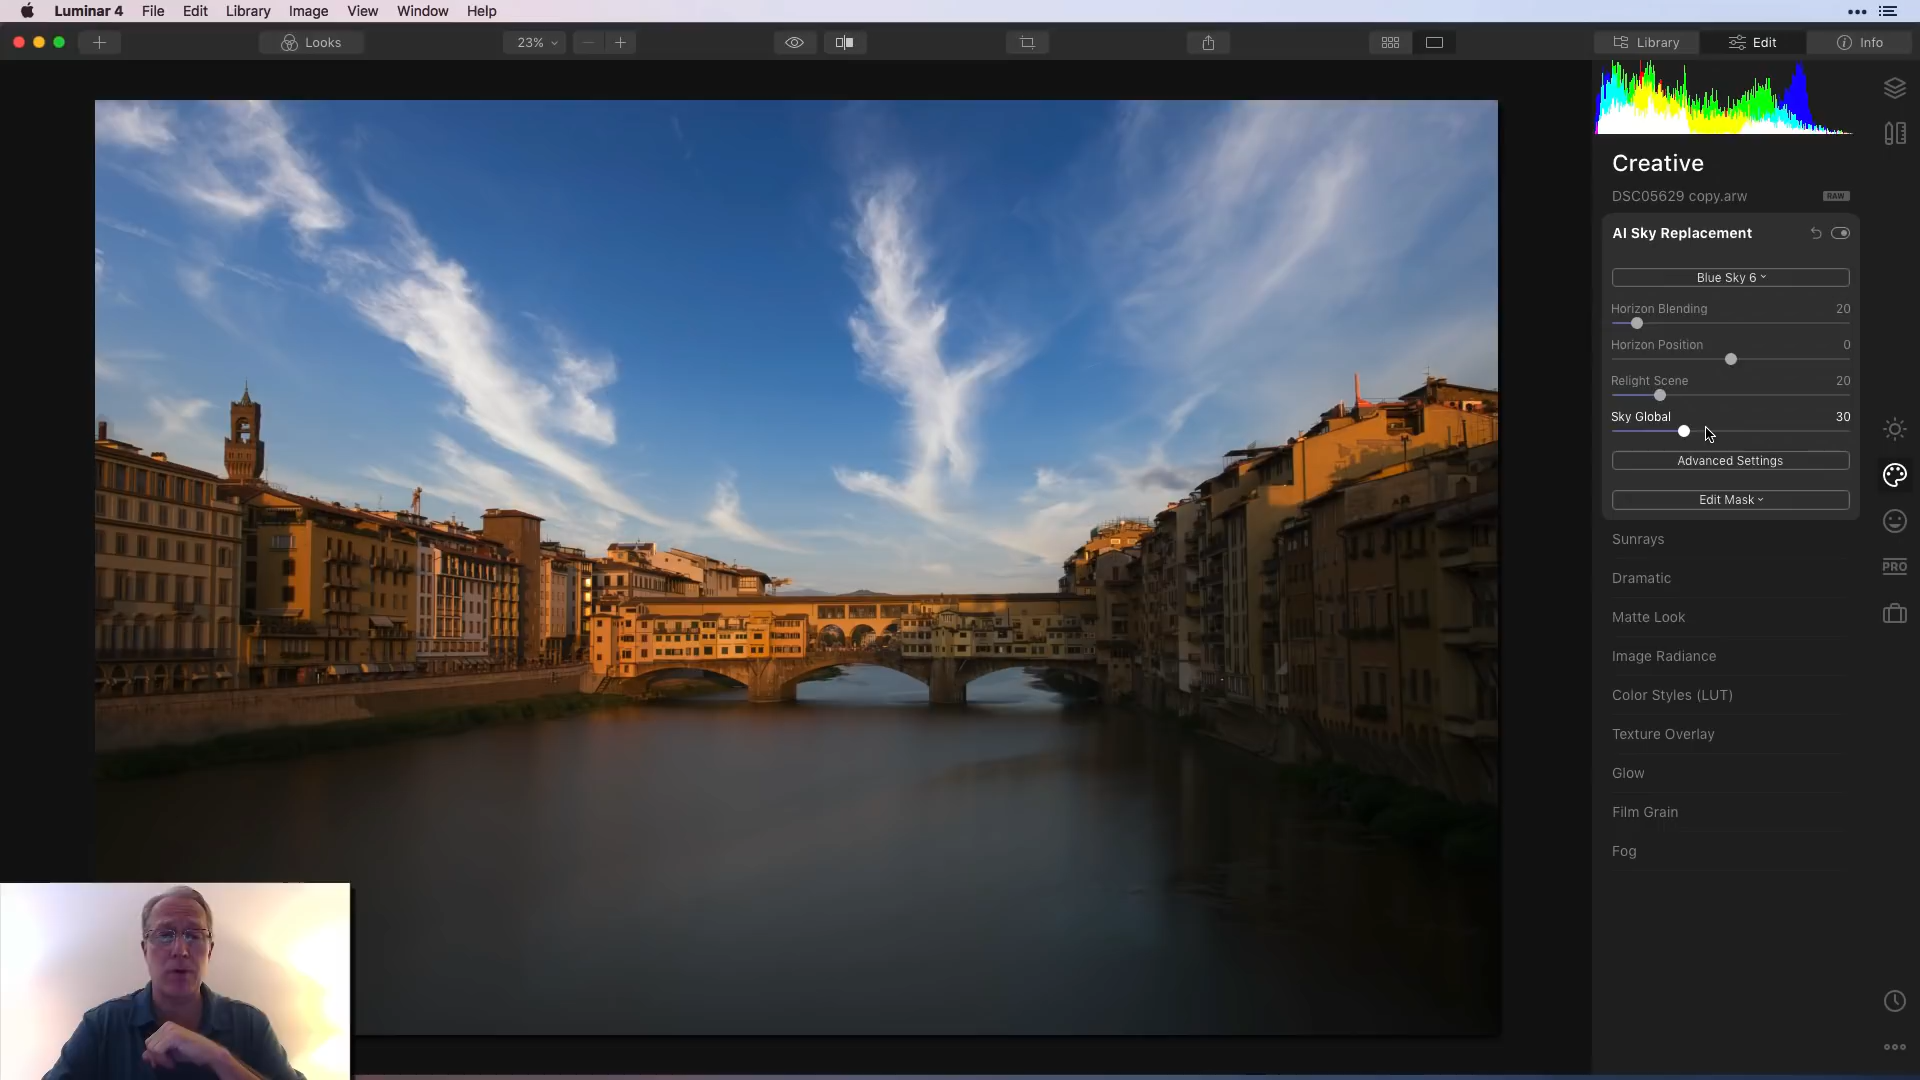 Luminar 4 File Edit Library Image View Window Help
Looks 23% Library Edit Info
Creative
DSC05629 copy.arw RAW
AI Sky Replacement
Blue Sky 6
Horizon Blending 20
Horizon Position 0
Relight Scene 20
Sky Global 30
Advanced Settings
Edit Mask
Sunrays
PRO
Dramatic
Matte Look
Image Radiance
Color Styles (LUT)
Texture Overlay
Glow
Film Grain
Fog